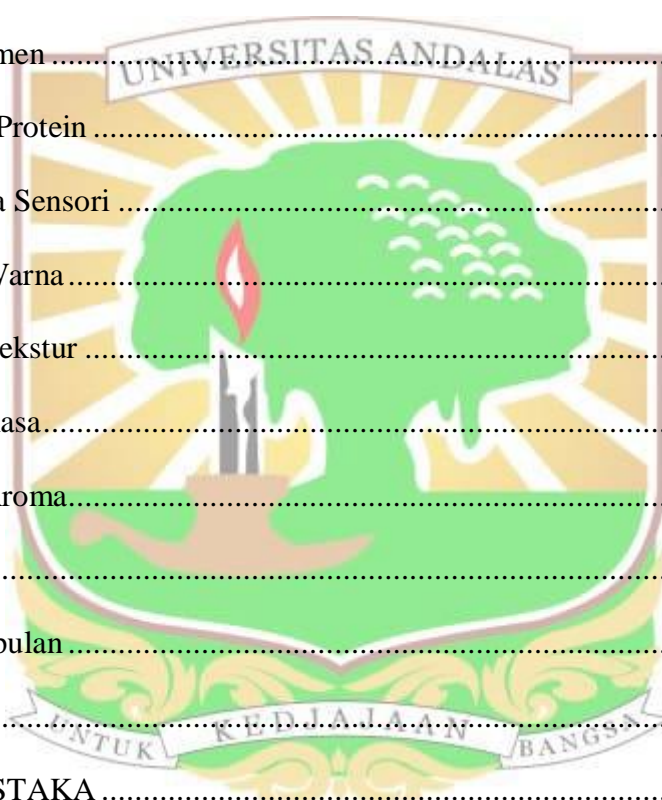 UNIVERSITAS ANDALAS
men ........................................................................
Protein ........................................................................
a Sensori ........................................................................
Warna ........................................................................
ekstur ........................................................................
asa ........................................................................
Aroma ........................................................................
........................................................................
pulan ........................................................................
........................................................................
UNTUK KEDJAJAAN BANGSA
STAKA ........................................................................